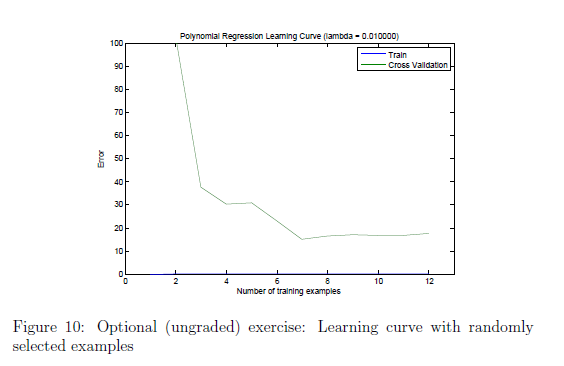 Polynomial Regression Learning Curve (lambda = 0.010000)
100
90
80
70
60
50
40
30
20
10
0
Error
Train
Cross Validation
0 2 4 6 8 10 12
Number of training examples
Figure 10: Optional (ungraded) exercise: Learning curve with randomly
selected examples